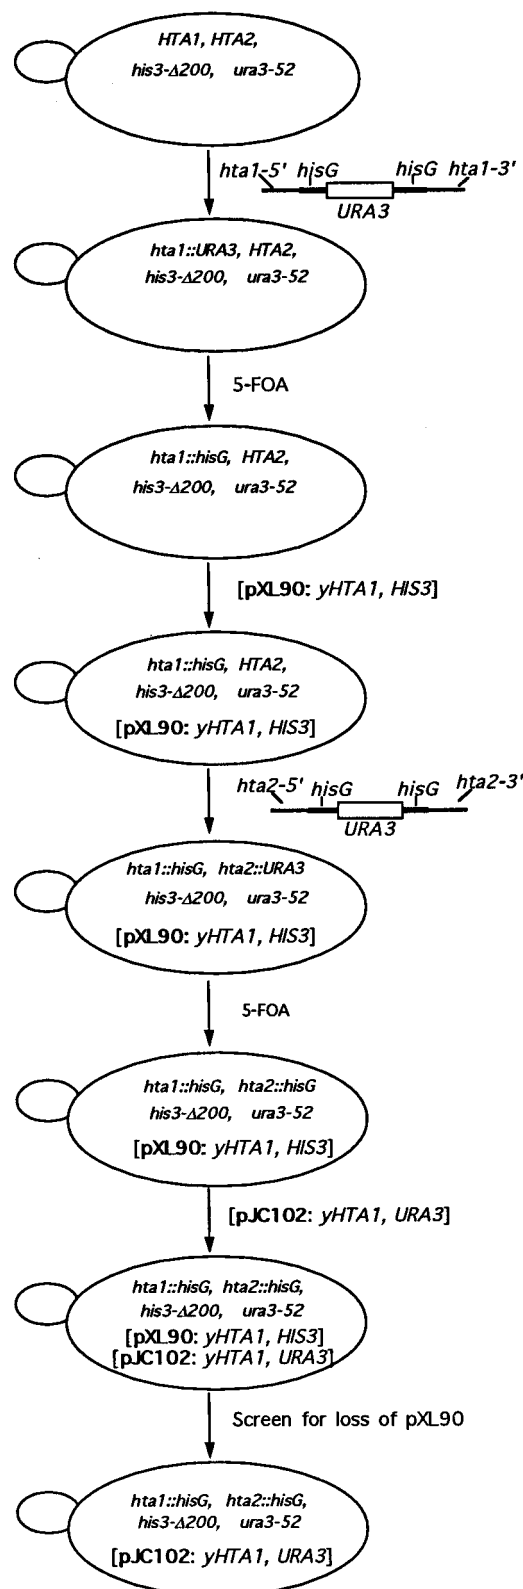 HTA1, HTA2,
his3-Δ200, ura3-52
hta1-5' hisG hisG hta1-3'
URA3
hta1::URA3, HTA2,
his3-Δ200, ura3-52
5-FOA
hta1::hisG, HTA2,
his3-Δ200, ura3-52
[pXL90: yHTA1, HIS3]
hta1::hisG, HTA2,
his3-Δ200, ura3-52
[pXL90: yHTA1, HIS3]
hta2-5' hisG hisG hta2-3'
URA3
hta1::hisG, hta2::URA3
his3-Δ200, ura3-52
[pXL90: yHTA1, HIS3]
5-FOA
hta1::hisG, hta2::hisG
his3-Δ200, ura3-52
[pXL90: yHTA1, HIS3]
[pJC102: yHTA1, URA3]
hta1::hisG, hta2::hisG,
his3-Δ200, ura3-52
[pXL90: yHTA1, HIS3]
[pJC102: yHTA1, URA3]
Screen for loss of pXL90
hta1::hisG, hta2::hisG,
his3-Δ200, ura3-52
[pJC102: yHTA1, URA3]